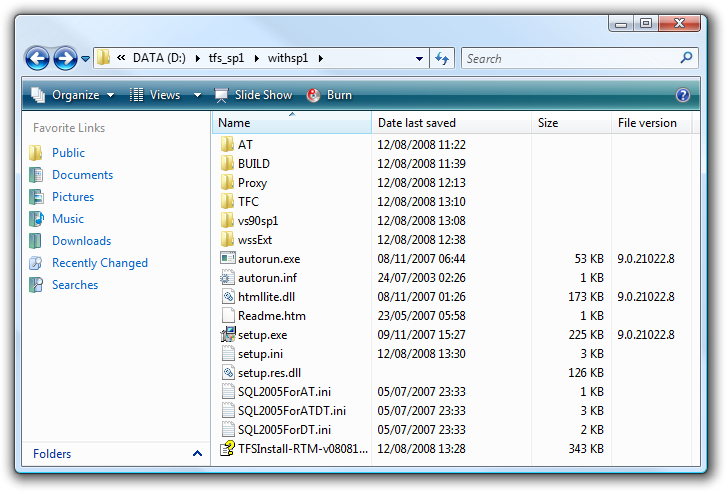 « DATA (D:) ▸ tfs_sp1 ▸ withsp1 ▸ Search
Organize Views Slide Show Burn
Favorite Links
Public
Documents
Pictures
Music
Downloads
Recently Changed
Searches
Folders
Name Date last saved Size File version
AT 12/08/2008 11:22
BUILD 12/08/2008 11:39
Proxy 12/08/2008 12:13
TFC 12/08/2008 13:10
vs90sp1 12/08/2008 13:08
wssExt 12/08/2008 12:38
autorun.exe 08/11/2007 06:44 53 KB 9.0.21022.8
autorun.inf 24/07/2003 02:26 1 KB
htmllite.dll 08/11/2007 01:26 173 KB 9.0.21022.8
Readme.htm 23/05/2007 05:58 1 KB
setup.exe 09/11/2007 15:27 225 KB 9.0.21022.8
setup.ini 12/08/2008 13:30 3 KB
setup.res.dll 126 KB
SQL2005ForAT.ini 05/07/2007 23:33 1 KB
SQL2005ForATDT.ini 05/07/2007 23:33 3 KB
SQL2005ForDT.ini 05/07/2007 23:33 2 KB
TFSInstall-RTM-v08081... 12/08/2008 13:28 343 KB